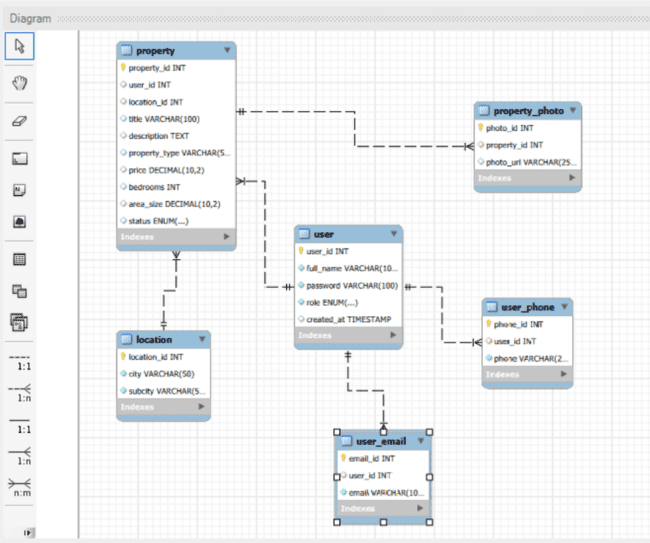 Diagram
property
property_id INT
user_id INT
location_id INT
title VARCHAR(100)
description TEXT
property_type VARCHAR(5...
price DECIMAL(10,2)
bedrooms INT
area_size DECIMAL(10,2)
status ENUM(...)
Indexes
property_photo
photo_id INT
property_id INT
photo_url VARCHAR(25...
Indexes
user
user_id INT
full_name VARCHAR(10...
password VARCHAR(100)
role ENUM(...)
created_at TIMESTAMP
Indexes
user_phone
phone_id INT
user_id INT
phone VARCHAR(2...
Indexes
location
location_id INT
city VARCHAR(50)
subcity VARCHAR(5...
Indexes
user_email
email_id INT
user_id INT
email VARCHAR(10...
Indexes
1:1
1:n
1:1
1:n
n:m